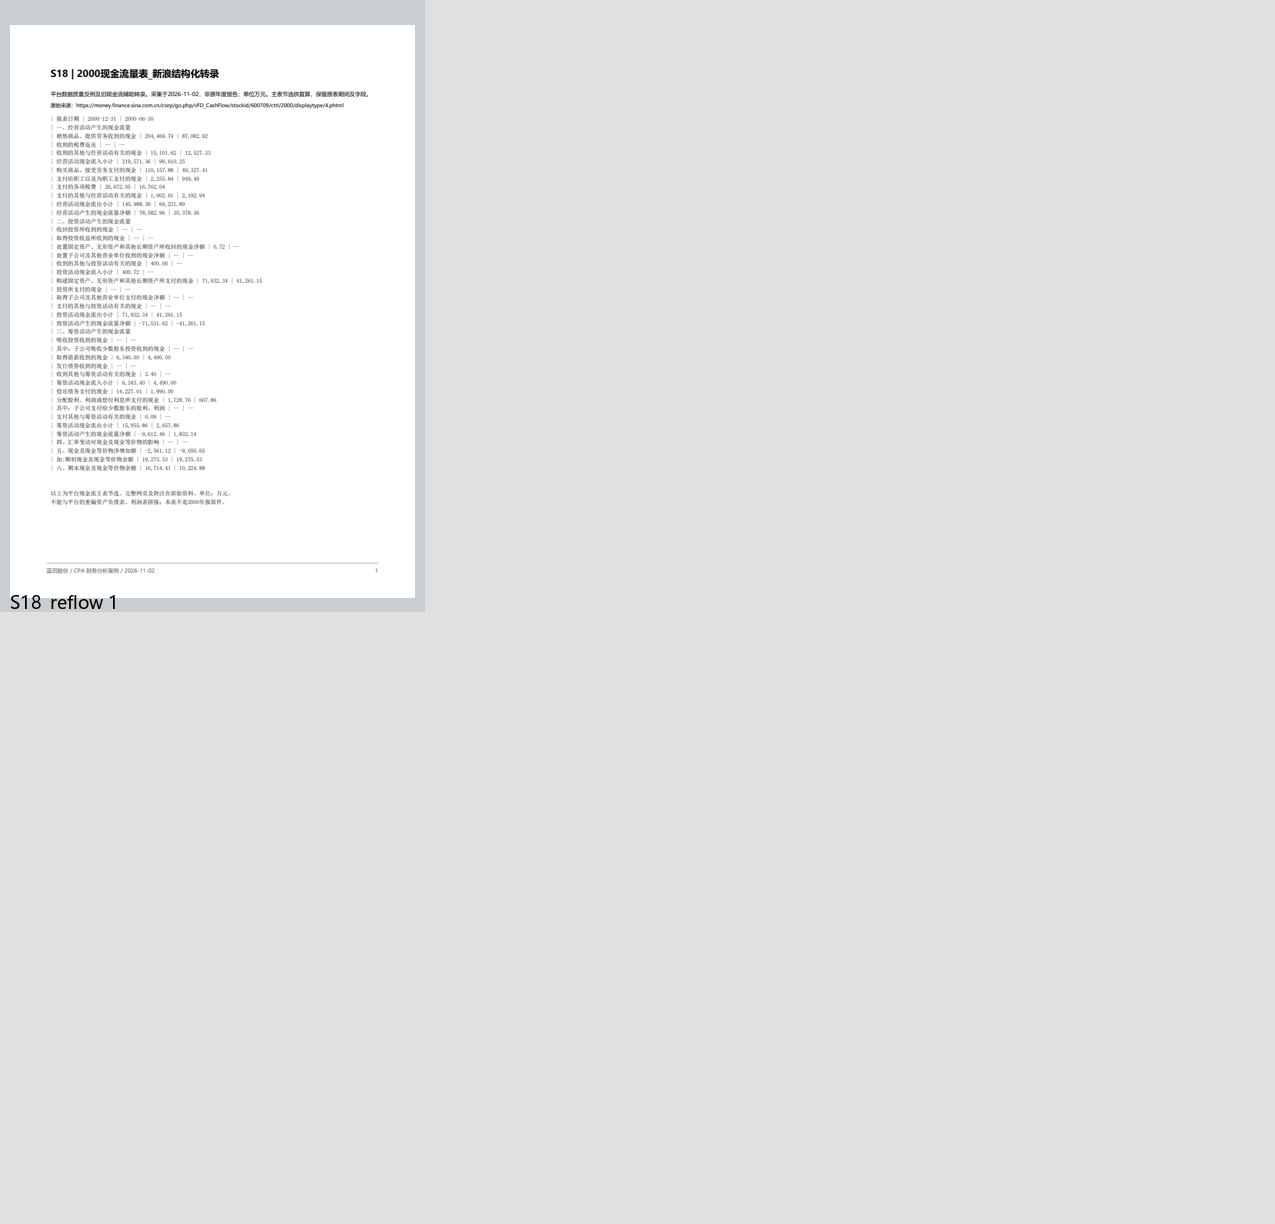 S18 | 2000现金流量表_新浪结构化转录
平台数据质量反例及旧现金流辅助转录。采集于2026-11-02，非原年度报告；单位万元。主表节选供复算，保留原表期间及字段。
原始来源：https://money.finance.sina.com.cn/corp/go.php/vFD_CashFlow/stockid/600709/ctrl/2000/displaytype/4.phtml
| 报表日期 | 2000-12-31 | 2000-06-30
| 一、经营活动产生的现金流量
| 销售商品、提供劳务收到的现金 | 204,469.74 | 87,082.92
| 收到的税费返还 | -- | --
| 收到的其他与经营活动有关的现金 | 15,101.62 | 12,527.33
| 经营活动现金流入小计 | 219,571.36 | 99,610.25
| 购买商品、接受劳务支付的现金 | 110,157.88 | 49,327.41
| 支付给职工以及为职工支付的现金 | 2,255.84 | 949.49
| 支付的各项税费 | 26,672.05 | 16,762.04
| 支付的其他与经营活动有关的现金 | 1,902.61 | 2,192.94
| 经营活动现金流出小计 | 140,988.39 | 69,231.89
| 经营活动产生的现金流量净额 | 78,582.96 | 30,378.36
| 二、投资活动产生的现金流量
| 收回投资所收到的现金 | -- | --
| 取得投资收益所收到的现金 | -- | --
| 处置固定资产、无形资产和其他长期资产所收回的现金净额 | 0.72 | --
| 处置子公司及其他营业单位收到的现金净额 | -- | --
| 收到的其他与投资活动有关的现金 | 400.00 | --
| 投资活动现金流入小计 | 400.72 | --
| 购建固定资产、无形资产和其他长期资产所支付的现金 | 71,932.34 | 41,261.15
| 投资所支付的现金 | -- | --
| 取得子公司及其他营业单位支付的现金净额 | -- | --
| 支付的其他与投资活动有关的现金 | -- | --
| 投资活动现金流出小计 | 71,932.34 | 41,261.15
| 投资活动产生的现金流量净额 | -71,531.62 | -41,261.15
| 三、筹资活动产生的现金流量
| 吸收投资收到的现金 | -- | --
| 其中：子公司吸收少数股东投资收到的现金 | -- | --
| 取得借款收到的现金 | 6,340.00 | 4,490.00
| 发行债券收到的现金 | -- | --
| 收到其他与筹资活动有关的现金 | 3.40 | --
| 筹资活动现金流入小计 | 6,343.40 | 4,490.00
| 偿还债务支付的现金 | 14,227.01 | 1,990.00
| 分配股利、利润或偿付利息所支付的现金 | 1,728.76 | 667.86
| 其中：子公司支付给少数股东的股利、利润 | -- | --
| 支付其他与筹资活动有关的现金 | 0.09 | --
| 筹资活动现金流出小计 | 15,955.86 | 2,657.86
| 筹资活动产生的现金流量净额 | -9,612.46 | 1,832.14
| 四、汇率变动对现金及现金等价物的影响 | -- | --
| 五、现金及现金等价物净增加额 | -2,561.12 | -9,050.65
| 加:期初现金及现金等价物余额 | 19,275.53 | 19,275.53
| 六、期末现金及现金等价物余额 | 16,714.41 | 10,224.88
以上为平台现金流主表节选，完整网页及附注在原始资料。单位：万元。
不能与平台的重编资产负债表、利润表拼接；本表不是2000年报原件。
蓝田股份 / CPA 财务分析案例 / 2026-11-02
1
S18 reflow 1